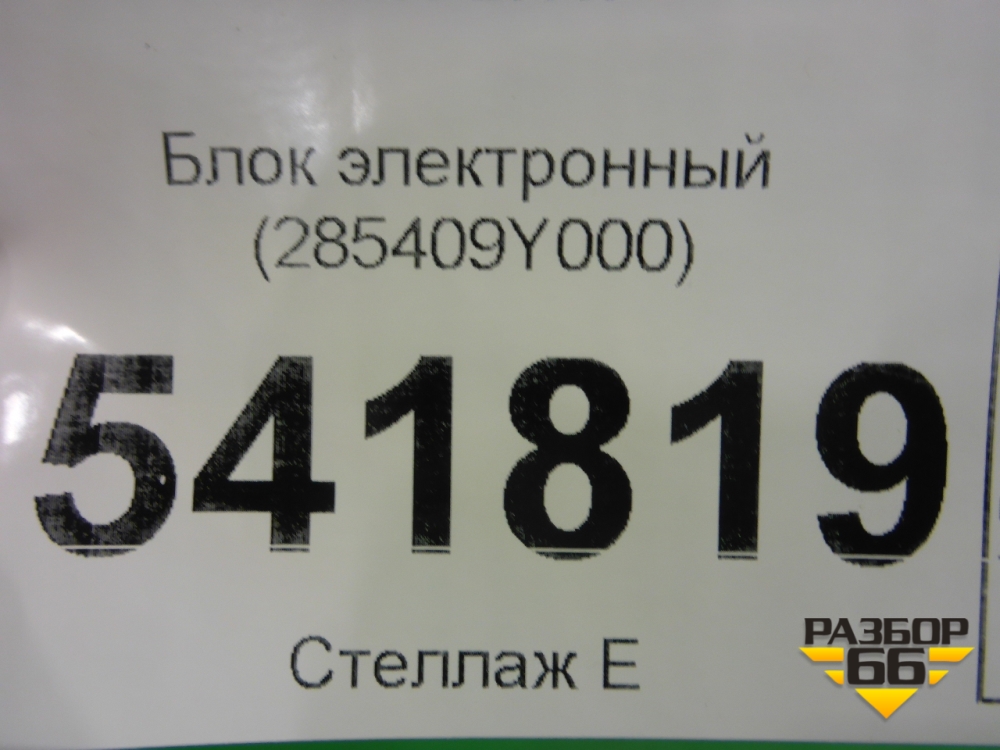 Блок электронный
(285409Y000)
541819
Стеллаж Е
РАЗБОР
66